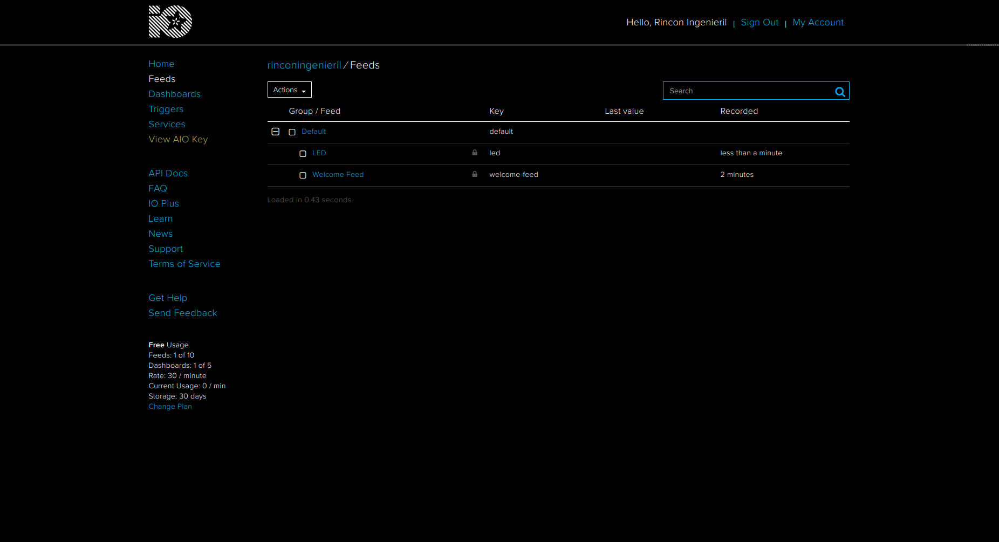 iO
Hello, Rincon Ingenieril | Sign Out | My Account
Home
Feeds
Dashboards
Triggers
Services
View AIO Key
API Docs
FAQ
IO Plus
Learn
News
Support
Terms of Service
Get Help
Send Feedback
Free Usage
Feeds: 1 of 10
Dashboards: 1 of 5
Rate: 30 / minute
Current Usage: 0 / min
Storage: 30 days
Change Plan
rinconingenieril / Feeds
Actions
Search
Group / Feed Key Last value Recorded
Default default
LED led less than a minute
Welcome Feed welcome-feed 2 minutes
Loaded in 0.43 seconds.